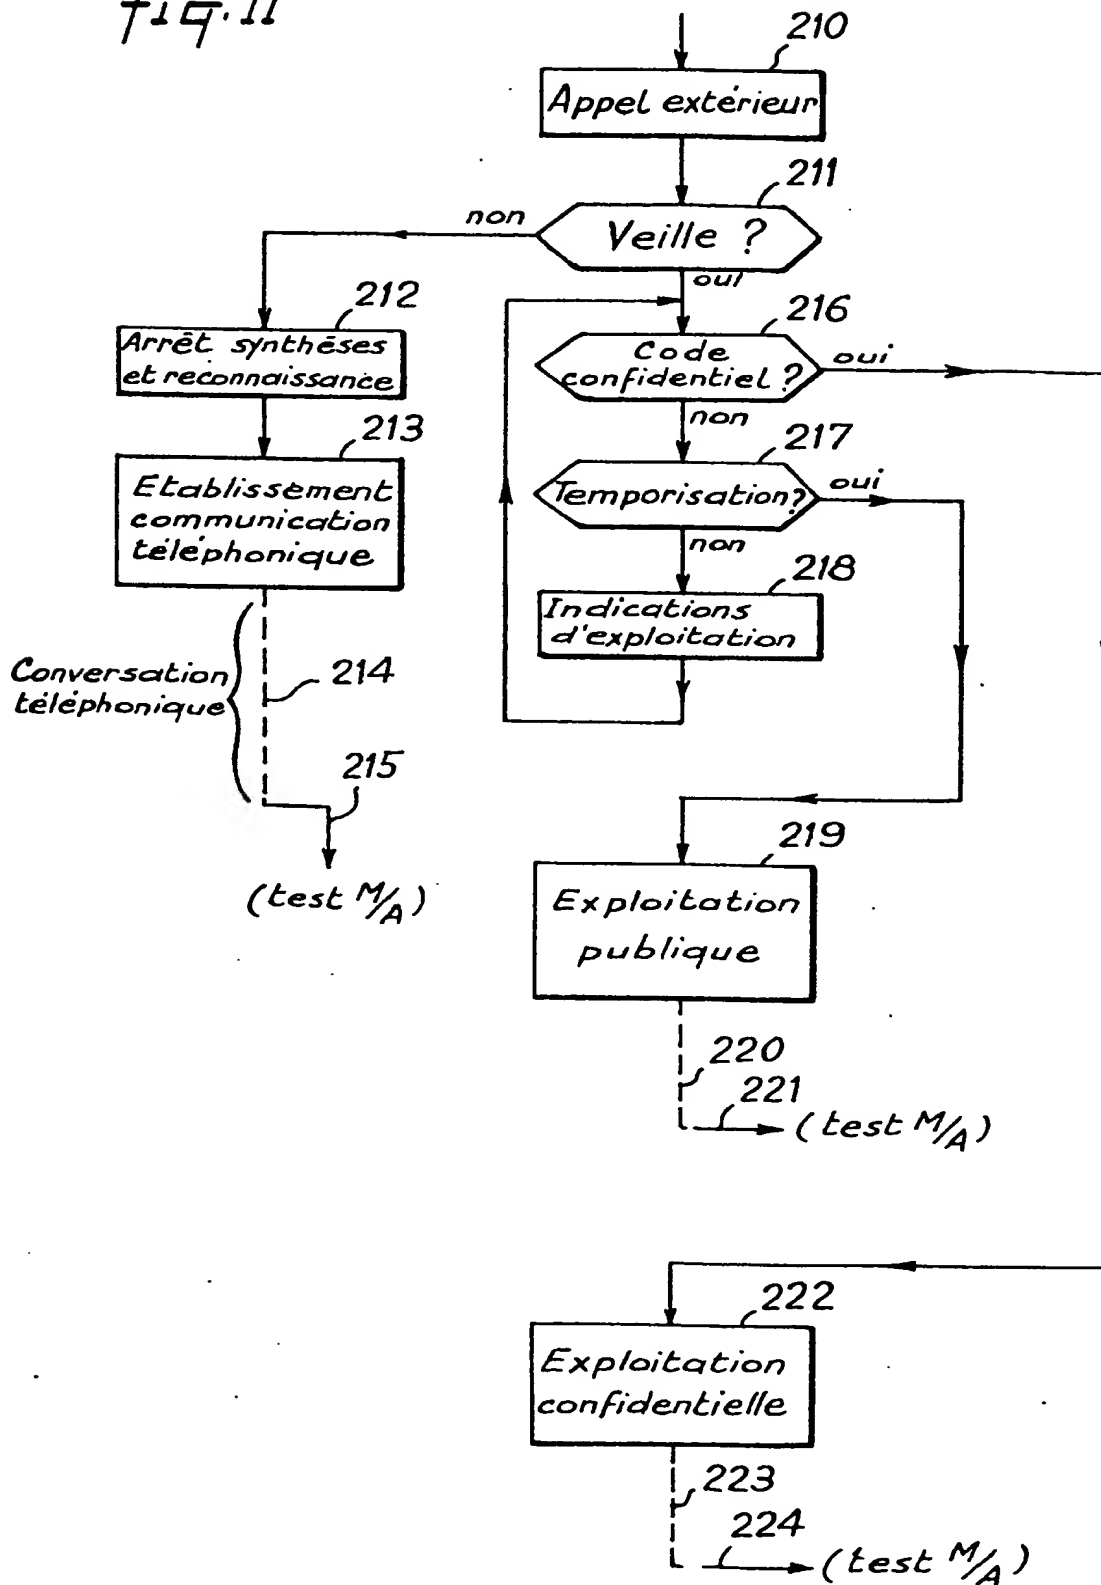 fig.11
210
Appel extérieur
211
Veille ?
non
oui
212
Arrêt synthèses
et reconnaissance
216
Code
confidentiel ?
oui
non
213
Etablissement
communication
téléphonique
217
Temporisation?
oui
non
218
Indications
d'exploitation
Conversation
téléphonique
214
215
(test M/A)
219
Exploitation
publique
220
221
(test M/A)
222
Exploitation
confidentielle
223
224
(test M/A)